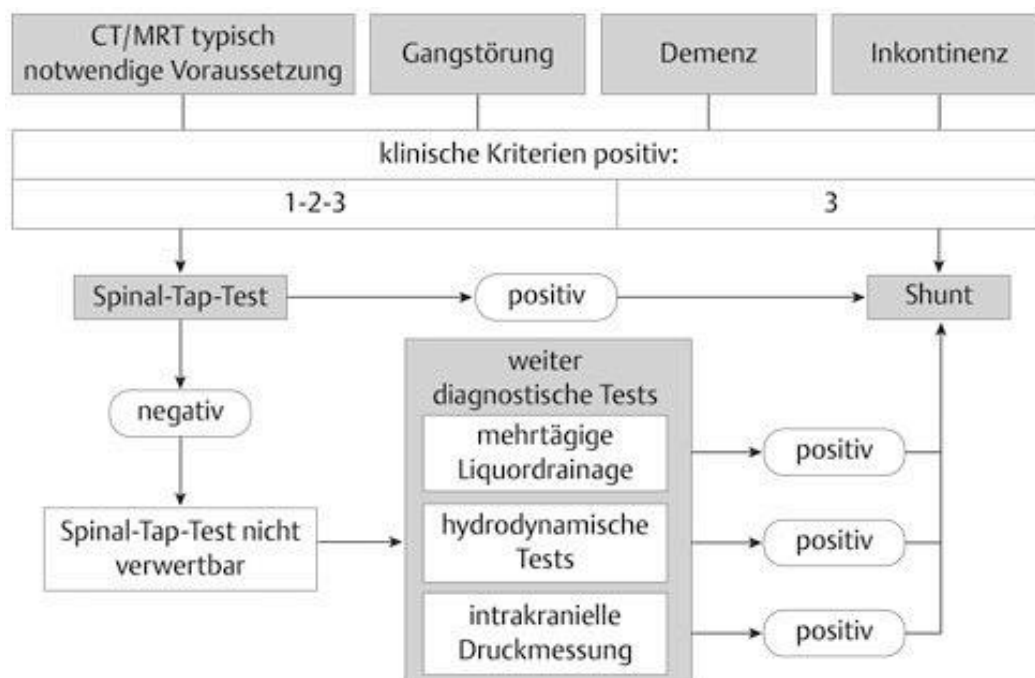 CT/MRT typisch
notwendige Voraussetzung
Gangstörung
Demenz
Inkontinenz
klinische Kriterien positiv:
1-2-3
3
Spinal-Tap-Test
positiv
Shunt
negativ
weiter
diagnostische Tests
mehrtägige
Liquordrainage
positiv
Spinal-Tap-Test nicht
verwertbar
hydrodynamische
Tests
positiv
intrakranielle
Druckmessung
positiv